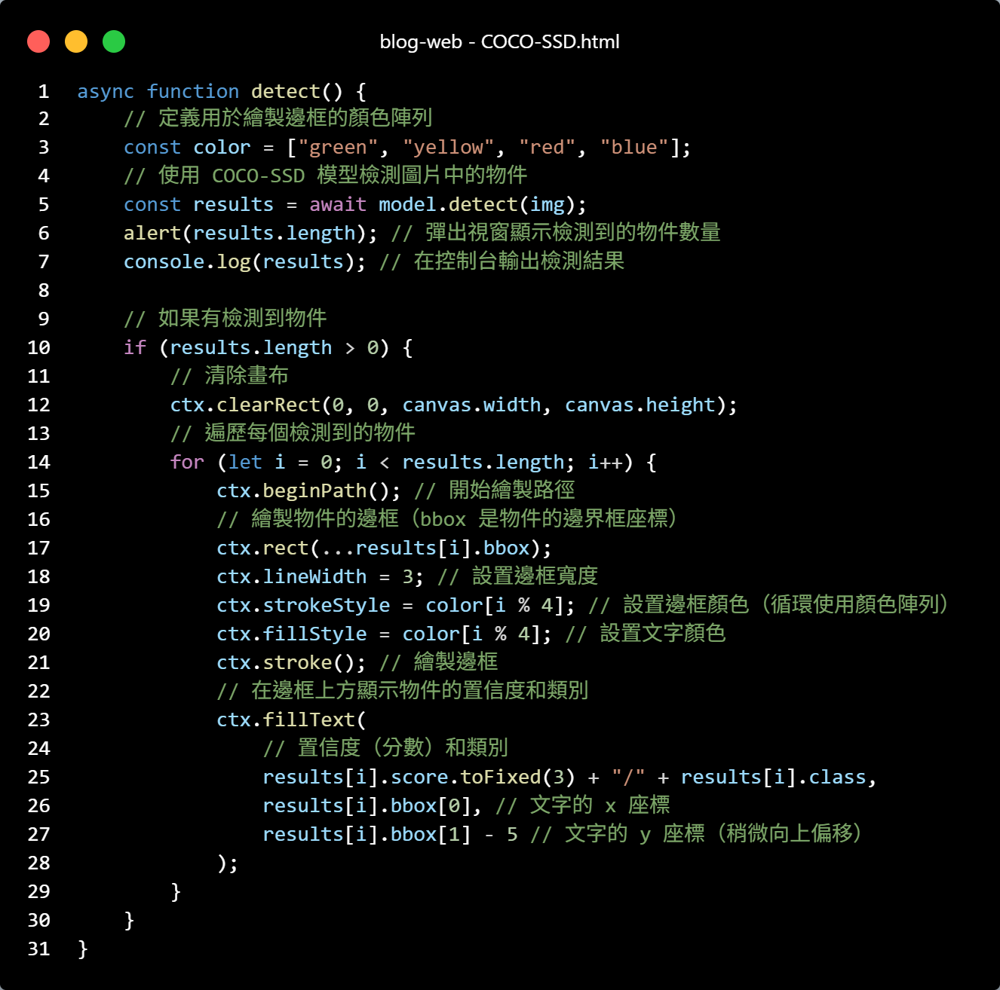 blog-web - COCO-SSD.html
1 async function detect() {
2     // 定義用於繪製邊框的顏色陣列
3     const color = ["green", "yellow", "red", "blue"];
4     // 使用 COCO-SSD 模型檢測圖片中的物件
5     const results = await model.detect(img);
6     alert(results.length); // 彈出視窗顯示檢測到的物件數量
7     console.log(results); // 在控制台輸出檢測結果
8
9     // 如果有檢測到物件
10     if (results.length > 0) {
11         // 清除畫布
12         ctx.clearRect(0, 0, canvas.width, canvas.height);
13         // 遍歷每個檢測到的物件
14         for (let i = 0; i < results.length; i++) {
15             ctx.beginPath(); // 開始繪製路徑
16             // 繪製物件的邊框（bbox 是物件的邊界框座標）
17             ctx.rect(...results[i].bbox);
18             ctx.lineWidth = 3; // 設置邊框寬度
19             ctx.strokeStyle = color[i % 4]; // 設置邊框顏色（循環使用顏色陣列）
20             ctx.fillStyle = color[i % 4]; // 設置文字顏色
21             ctx.stroke(); // 繪製邊框
22             // 在邊框上方顯示物件的置信度和類別
23             ctx.fillText(
24                 // 置信度（分數）和類別
25                 results[i].score.toFixed(3) + "/" + results[i].class,
26                 results[i].bbox[0], // 文字的 x 座標
27                 results[i].bbox[1] - 5 // 文字的 y 座標（稍微向上偏移）
28             );
29         }
30     }
31 }